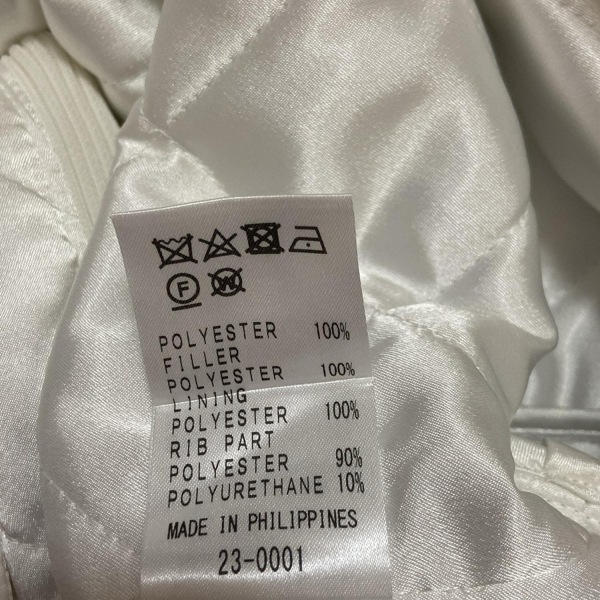 F W
POLYESTER 100%
FILLER
POLYESTER 100%
LINING
POLYESTER 100%
RIB PART
POLYESTER 90%
POLYURETHANE 10%
MADE IN PHILIPPINES
23-0001